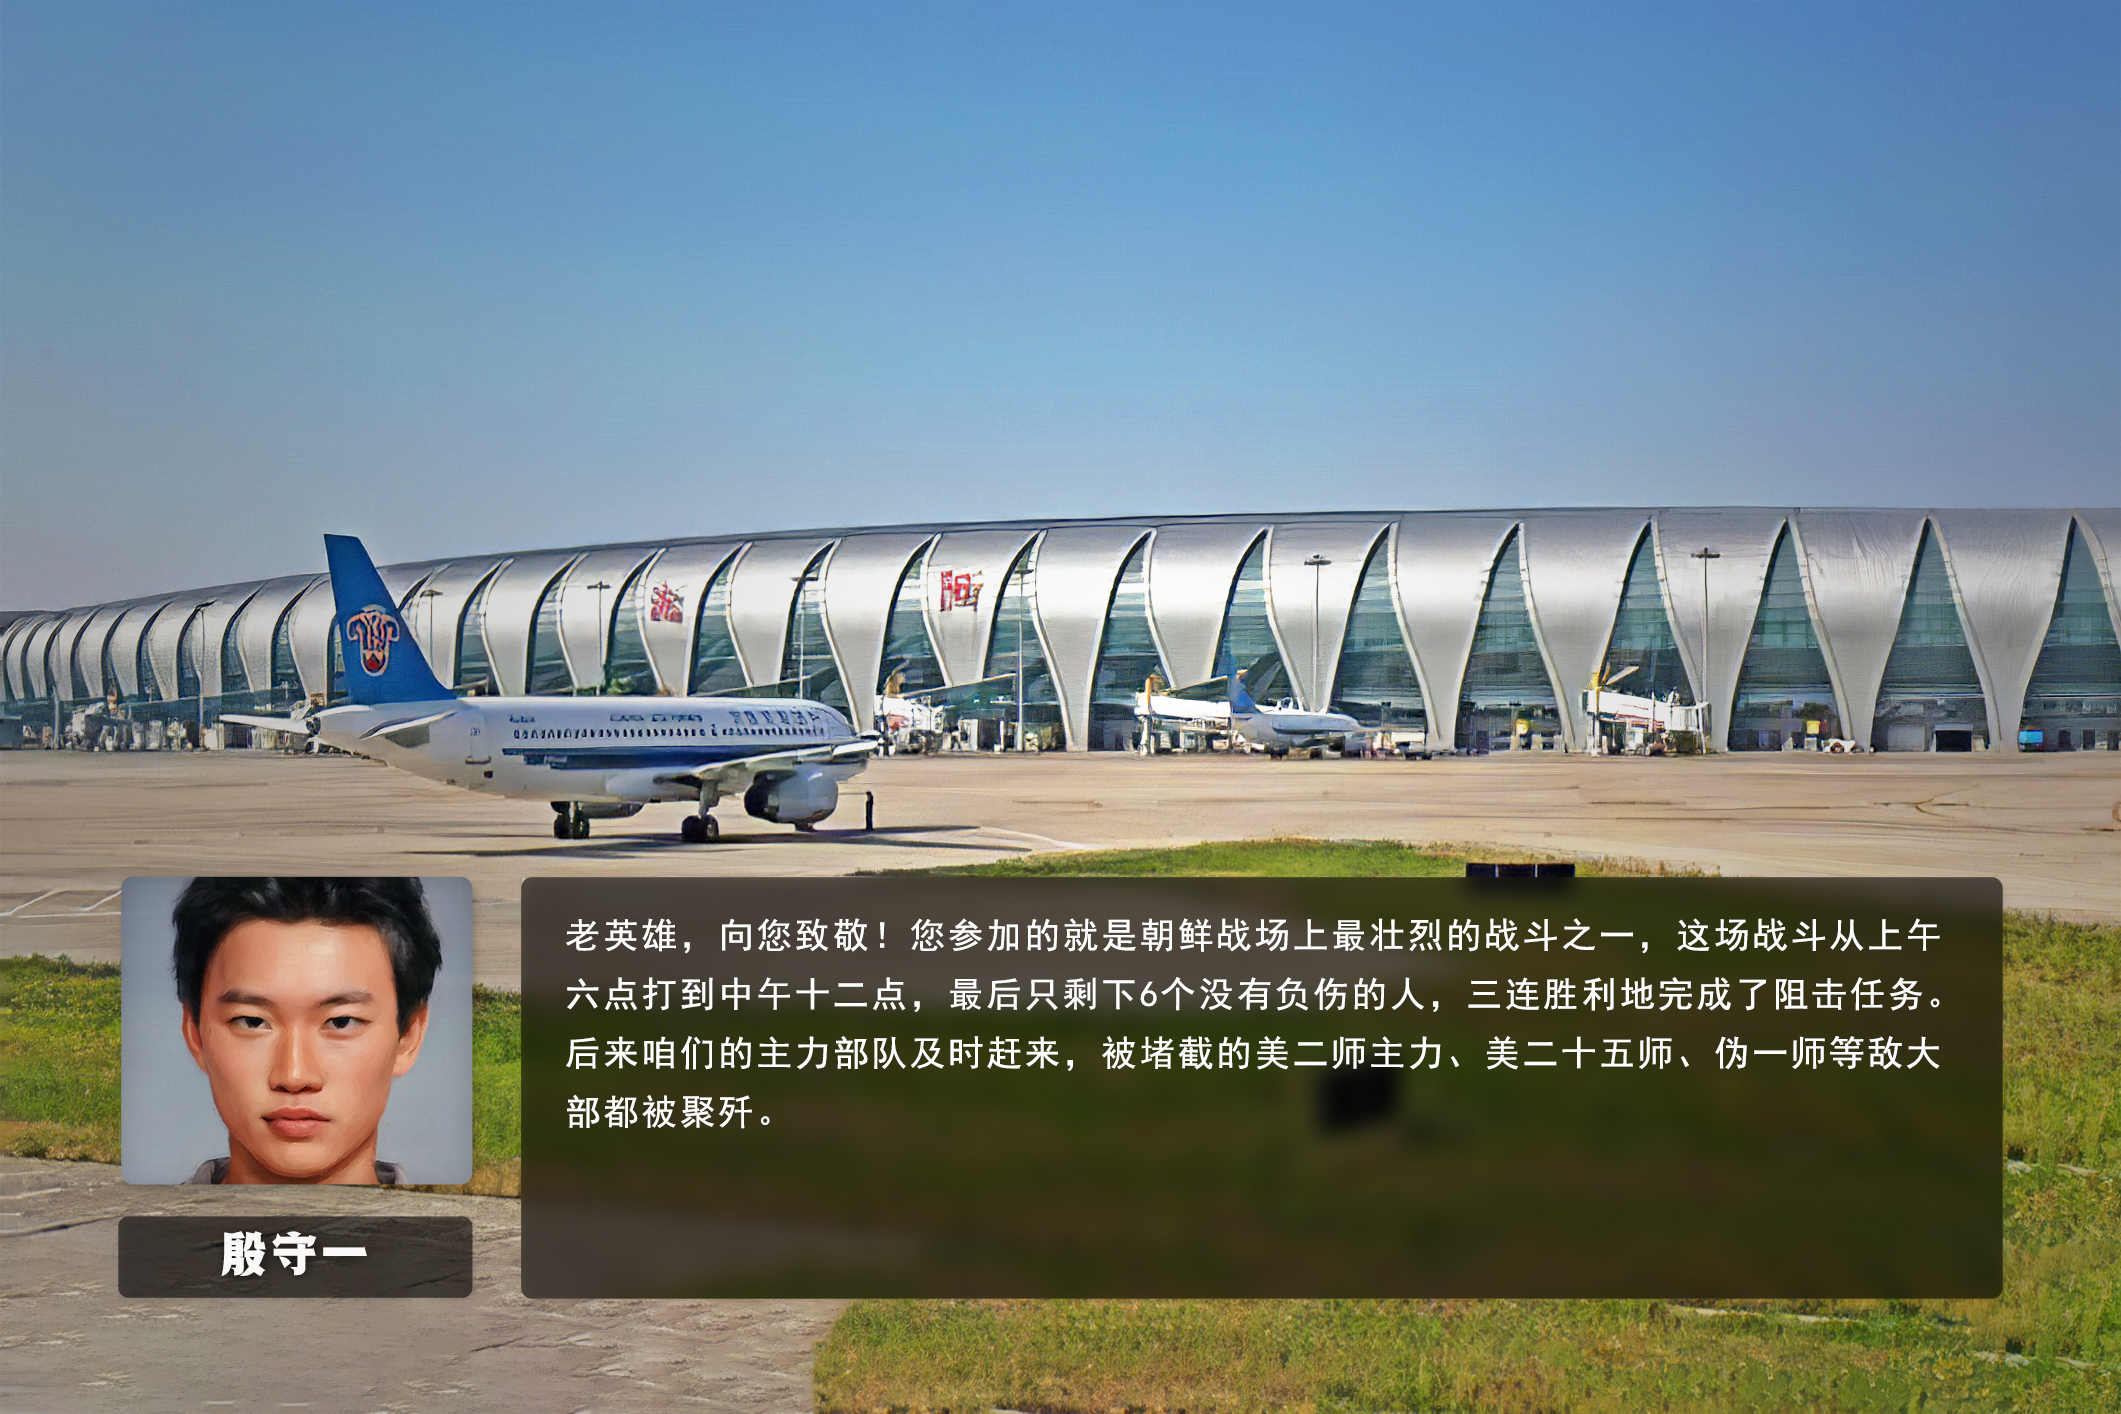 沈
阳
老英雄，向您致敬！您参加的就是朝鲜战场上最壮烈的战斗之一，这场战斗从上午
六点打到中午十二点，最后只剩下6个没有负伤的人，三连胜利地完成了阻击任务。
后来咱们的主力部队及时赶来，被堵截的美二师主力、美二十五师、伪一师等敌大
部都被聚歼。
殷守一